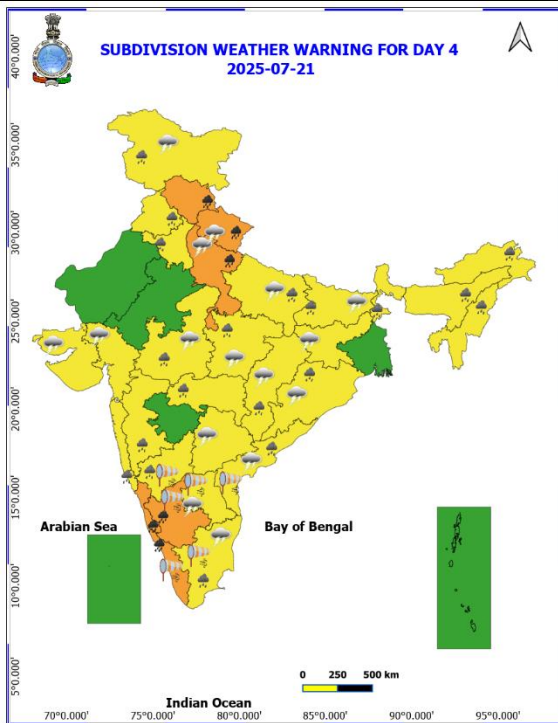 SUBDIVISION WEATHER WARNING FOR DAY 4
2025-07-21
40°0.000'
35°0.000'
30°0.000'
25°0.000'
20°0.000'
15°0.000'
10°0.000'
5°0.000'
Arabian Sea
Bay of Bengal
0 250 500 km
Indian Ocean
70°0.000' 75°0.000' 80°0.000' 85°0.000' 90°0.000' 95°0.000'